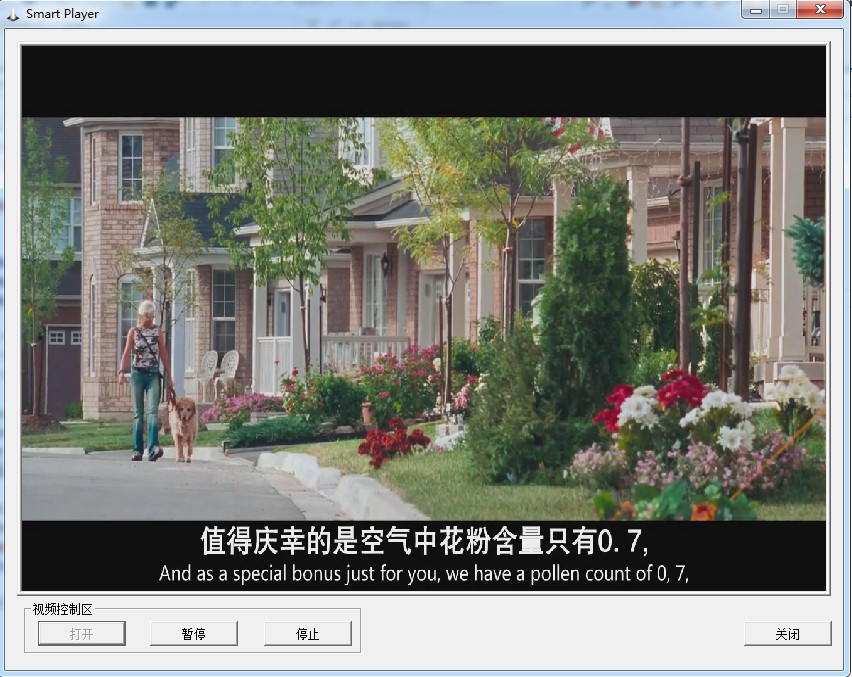 Smart Player
值得庆幸的是空气中花粉含量只有0. 7,
And as a special bonus just for you, we have a pollen count of 0, 7,
视频控制区
打开
暂停
停止
关闭